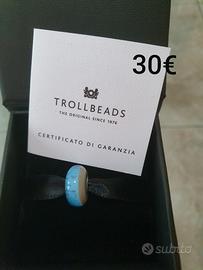 30€
TROLLBEADS
THE ORIGINAL SINCE 1976
CERTIFICATO DI GARANZIA
subito